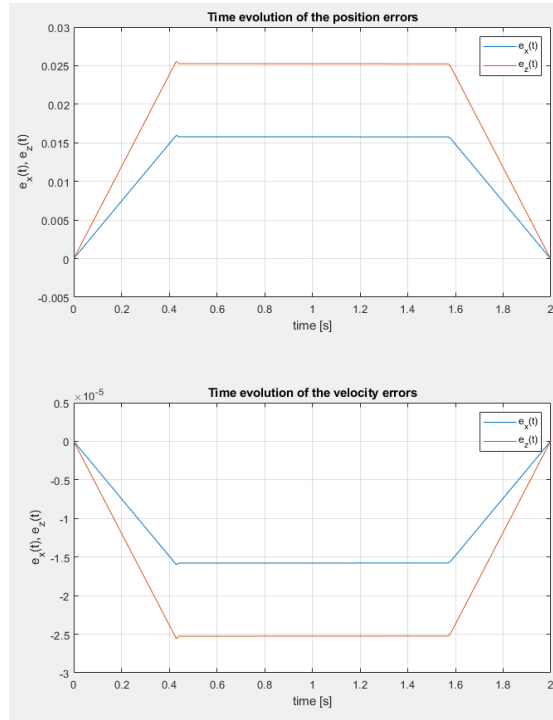 Time evolution of the position errors
0.03
0.025
0.02
0.015
0.01
0.005
0
-0.005
e_x(t), e_z(t)
e_x(t)
e_z(t)
0 0.2 0.4 0.6 0.8 1 1.2 1.4 1.6 1.8 2
time [s]
Time evolution of the velocity errors
×10^-5
0.5
0
-0.5
-1
-1.5
-2
-2.5
-3
e_x(t), e_z(t)
e_x(t)
e_z(t)
0 0.2 0.4 0.6 0.8 1 1.2 1.4 1.6 1.8 2
time [s]